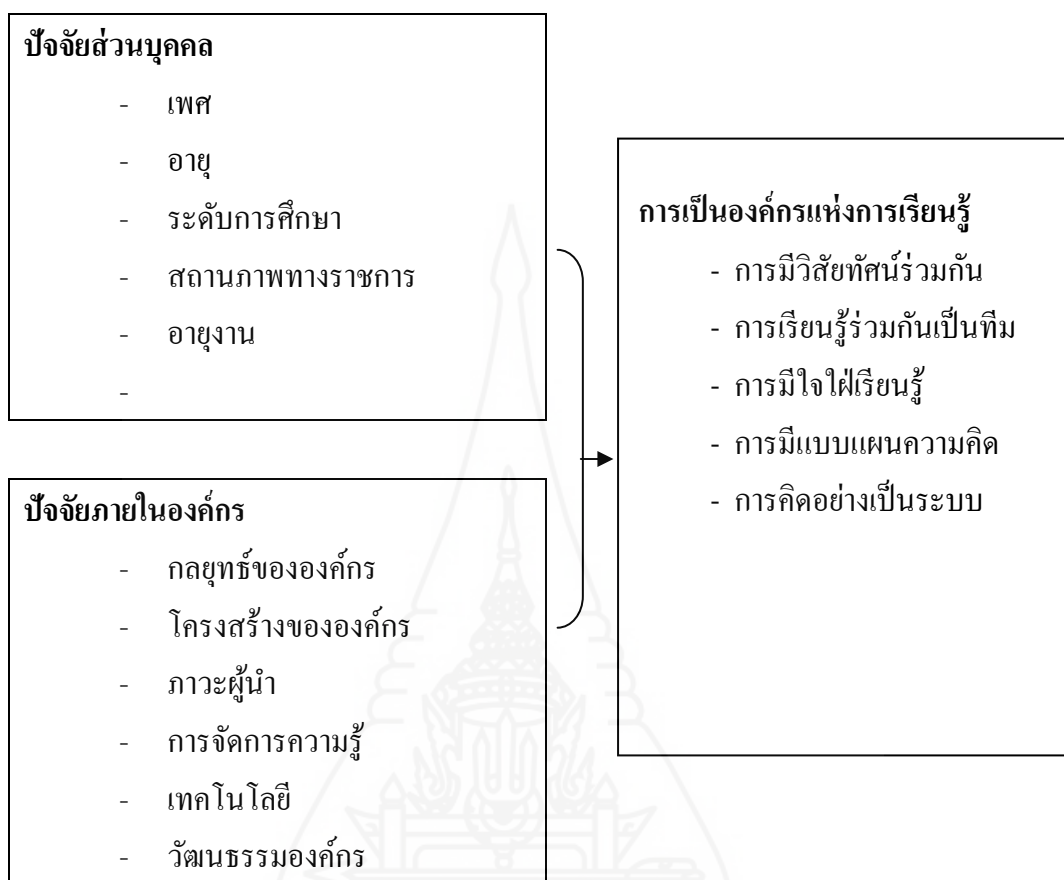 ปัจจัยส่วนบุคคล
- เพศ
- อายุ
- ระดับการศึกษา
- สถานภาพทางราชการ
- อายุงาน
-
ปัจจัยภายในองค์กร
- กลยุทธ์ขององค์กร
- โครงสร้างขององค์กร
- ภาวะผู้นำ
- การจัดการความรู้
- เทคโนโลยี
- วัฒนธรรมองค์กร
การเป็นองค์กรแห่งการเรียนรู้
- การมีวิสัยทัศน์ร่วมกัน
- การเรียนรู้ร่วมกันเป็นทีม
- การมีใจใฝ่เรียนรู้
- การมีแบบแผนความคิด
- การคิดอย่างเป็นระบบ